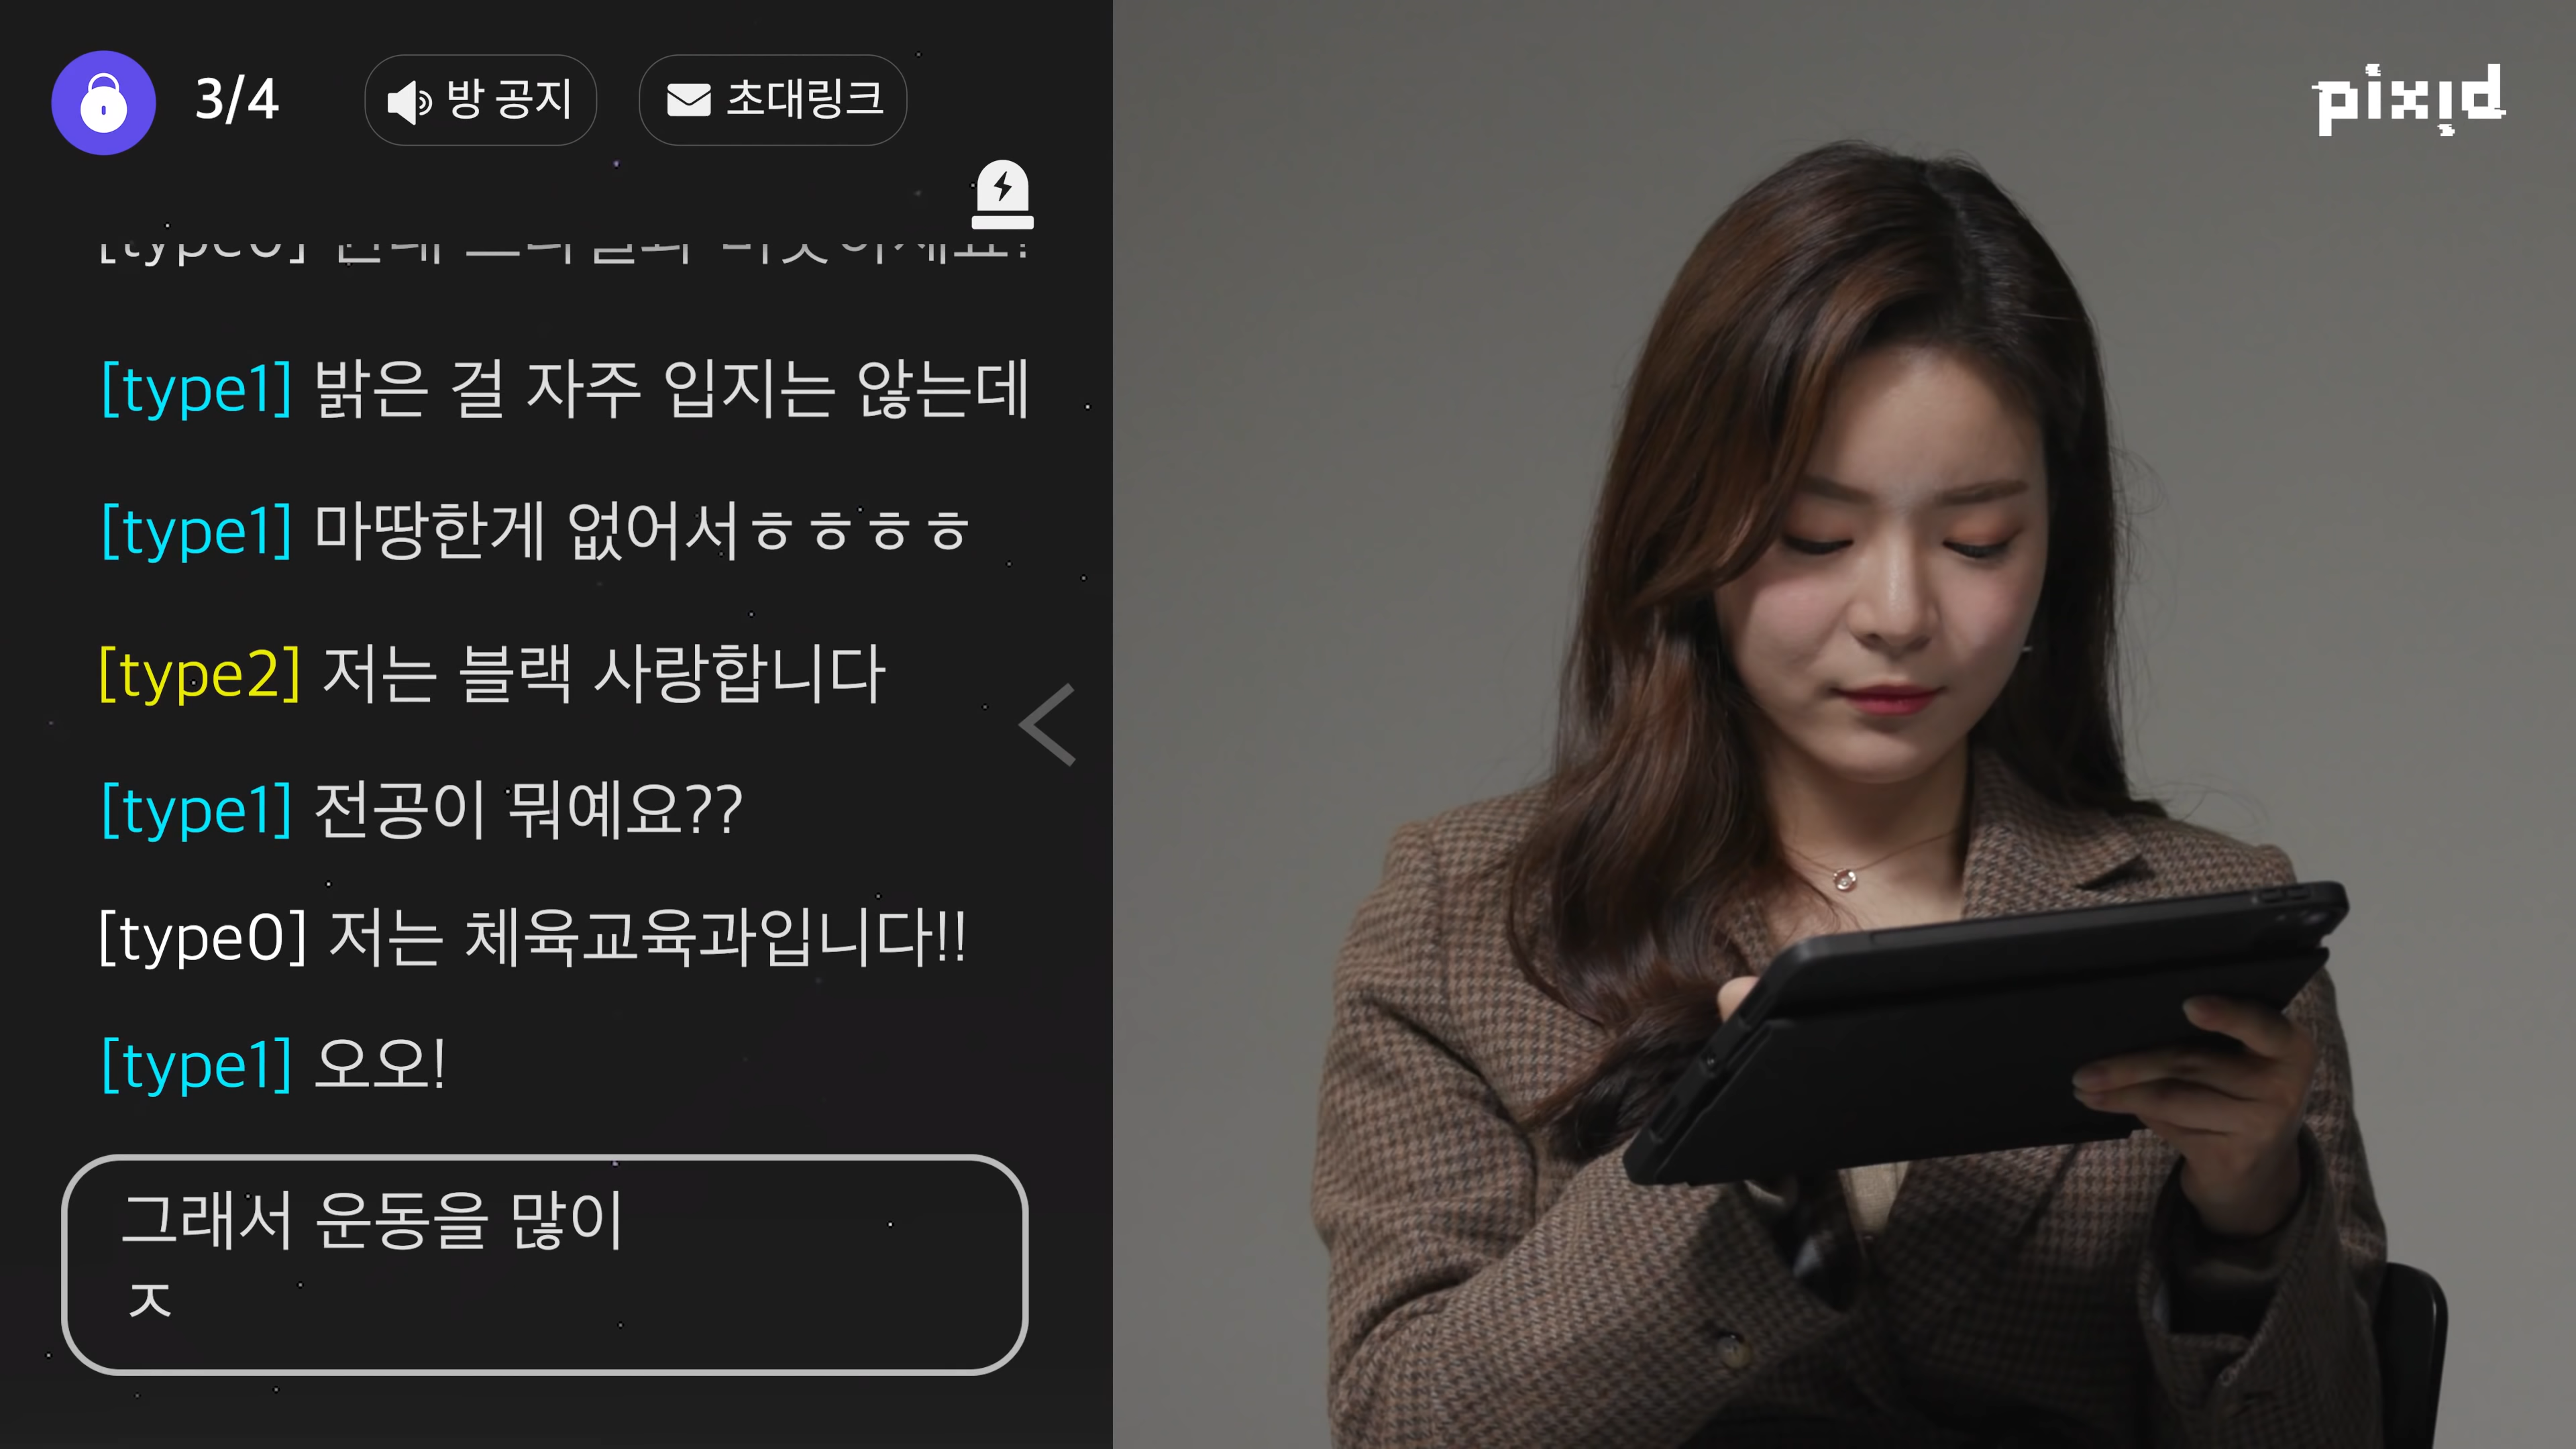 3/4
방 공지
초대링크
pixid
[type1] 밝은 걸 자주 입지는 않는데
[type1] 마땅한게 없어서ㅎㅎㅎㅎ
[type2] 저는 블랙 사랑합니다
[type1] 전공이 뭐예요??
[type0] 저는 체육교육과입니다!!
[type1] 오오!
그래서 운동을 많이
ㅈ